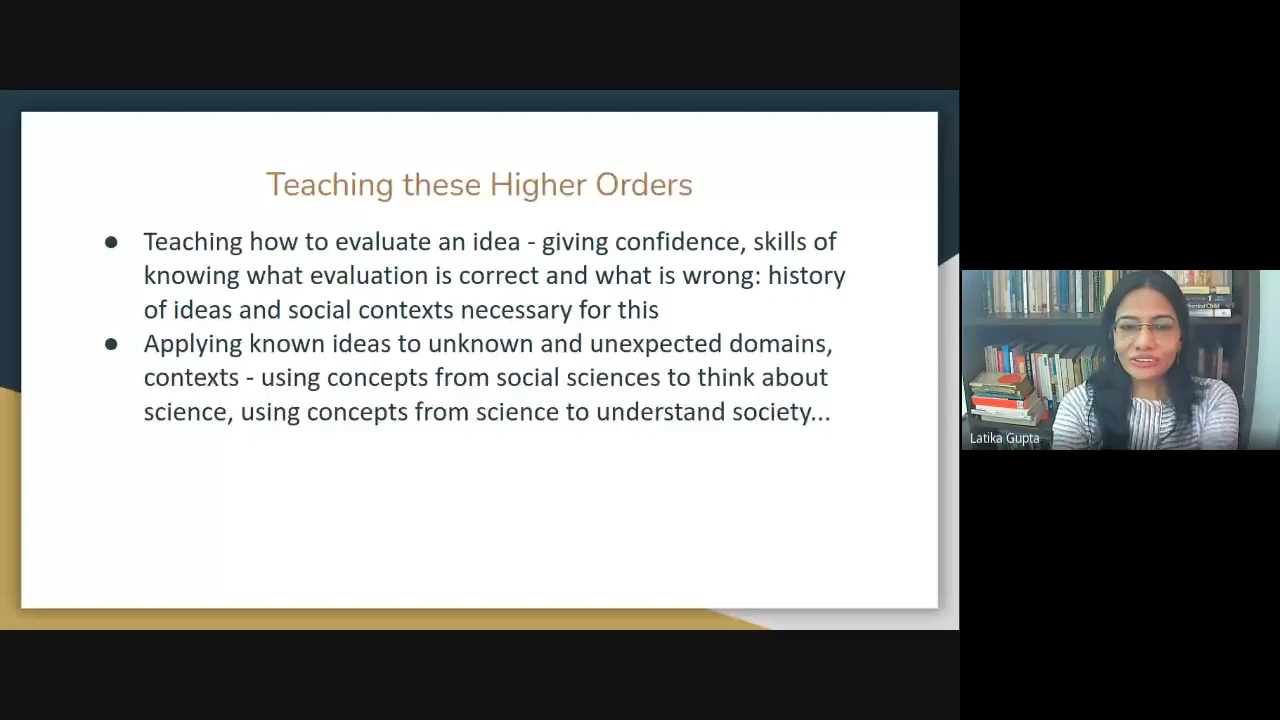 Teaching these Higher Orders
● Teaching how to evaluate an idea - giving confidence, skills of
knowing what evaluation is correct and what is wrong: history
of ideas and social contexts necessary for this
● Applying known ideas to unknown and unexpected domains,
contexts - using concepts from social sciences to think about
science, using concepts from science to understand society...
Latika Gupta